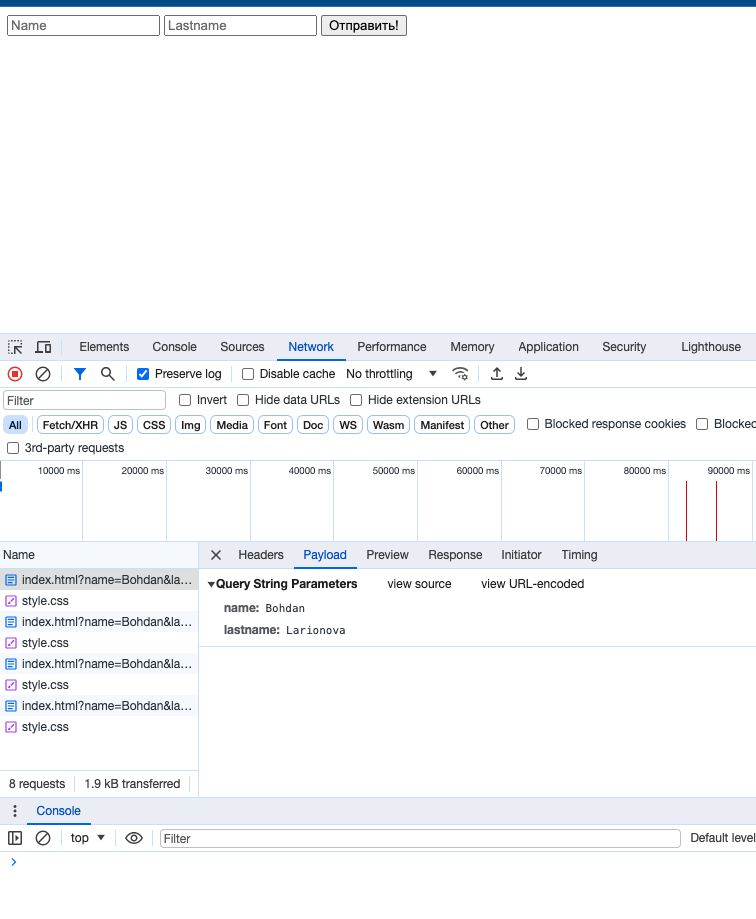 Name Lastname Отправить!
Elements Console Sources Network Performance Memory Application Security Lighthouse
Preserve log Disable cache No throttling
Filter Invert Hide data URLs Hide extension URLs
All Fetch/XHR JS CSS Img Media Font Doc WS Wasm Manifest Other Blocked response cookies Blocked
3rd-party requests
10000 ms 20000 ms 30000 ms 40000 ms 50000 ms 60000 ms 70000 ms 80000 ms 90000 ms
Name Headers Payload Preview Response Initiator Timing
index.html?name=Bohdan&la... Query String Parameters view source view URL-encoded
style.css name: Bohdan
index.html?name=Bohdan&la... lastname: Larionova
style.css
index.html?name=Bohdan&la...
style.css
index.html?name=Bohdan&la...
style.css
8 requests 1.9 kB transferred
Console
top Filter Default level